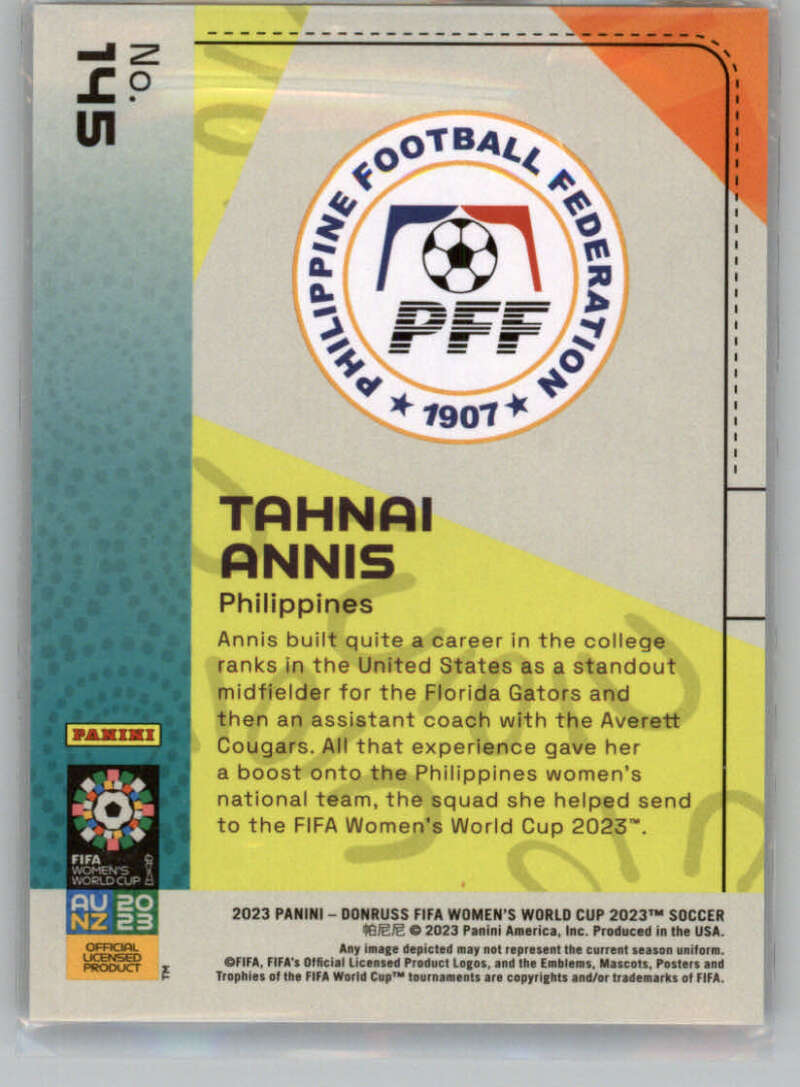 No.
145
PHILIPPINE FOOTBALL FEDERATION
PFF
★ 1907 ★
TAHNAI
ANNIS
Philippines
Annis built quite a career in the college
ranks in the United States as a standout
midfielder for the Florida Gators and
then an assistant coach with the Averett
Cougars. All that experience gave her
a boost onto the Philippines women's
national team, the squad she helped send
to the FIFA Women's World Cup 2023™.
PANINI
FIFA
WOMEN'S
WORLD CUP
AU 20
NZ 23
OFFICIAL
LICENSED
PRODUCT
TM
2023 PANINI – DONRUSS FIFA WOMEN'S WORLD CUP 2023™ SOCCER
帕尼尼 © 2023 Panini America, Inc. Produced in the USA.
Any image depicted may not represent the current season uniform.
©FIFA, FIFA's Official Licensed Product Logos, and the Emblems, Mascots, Posters and
Trophies of the FIFA World Cup™ tournaments are copyrights and/or trademarks of FIFA.